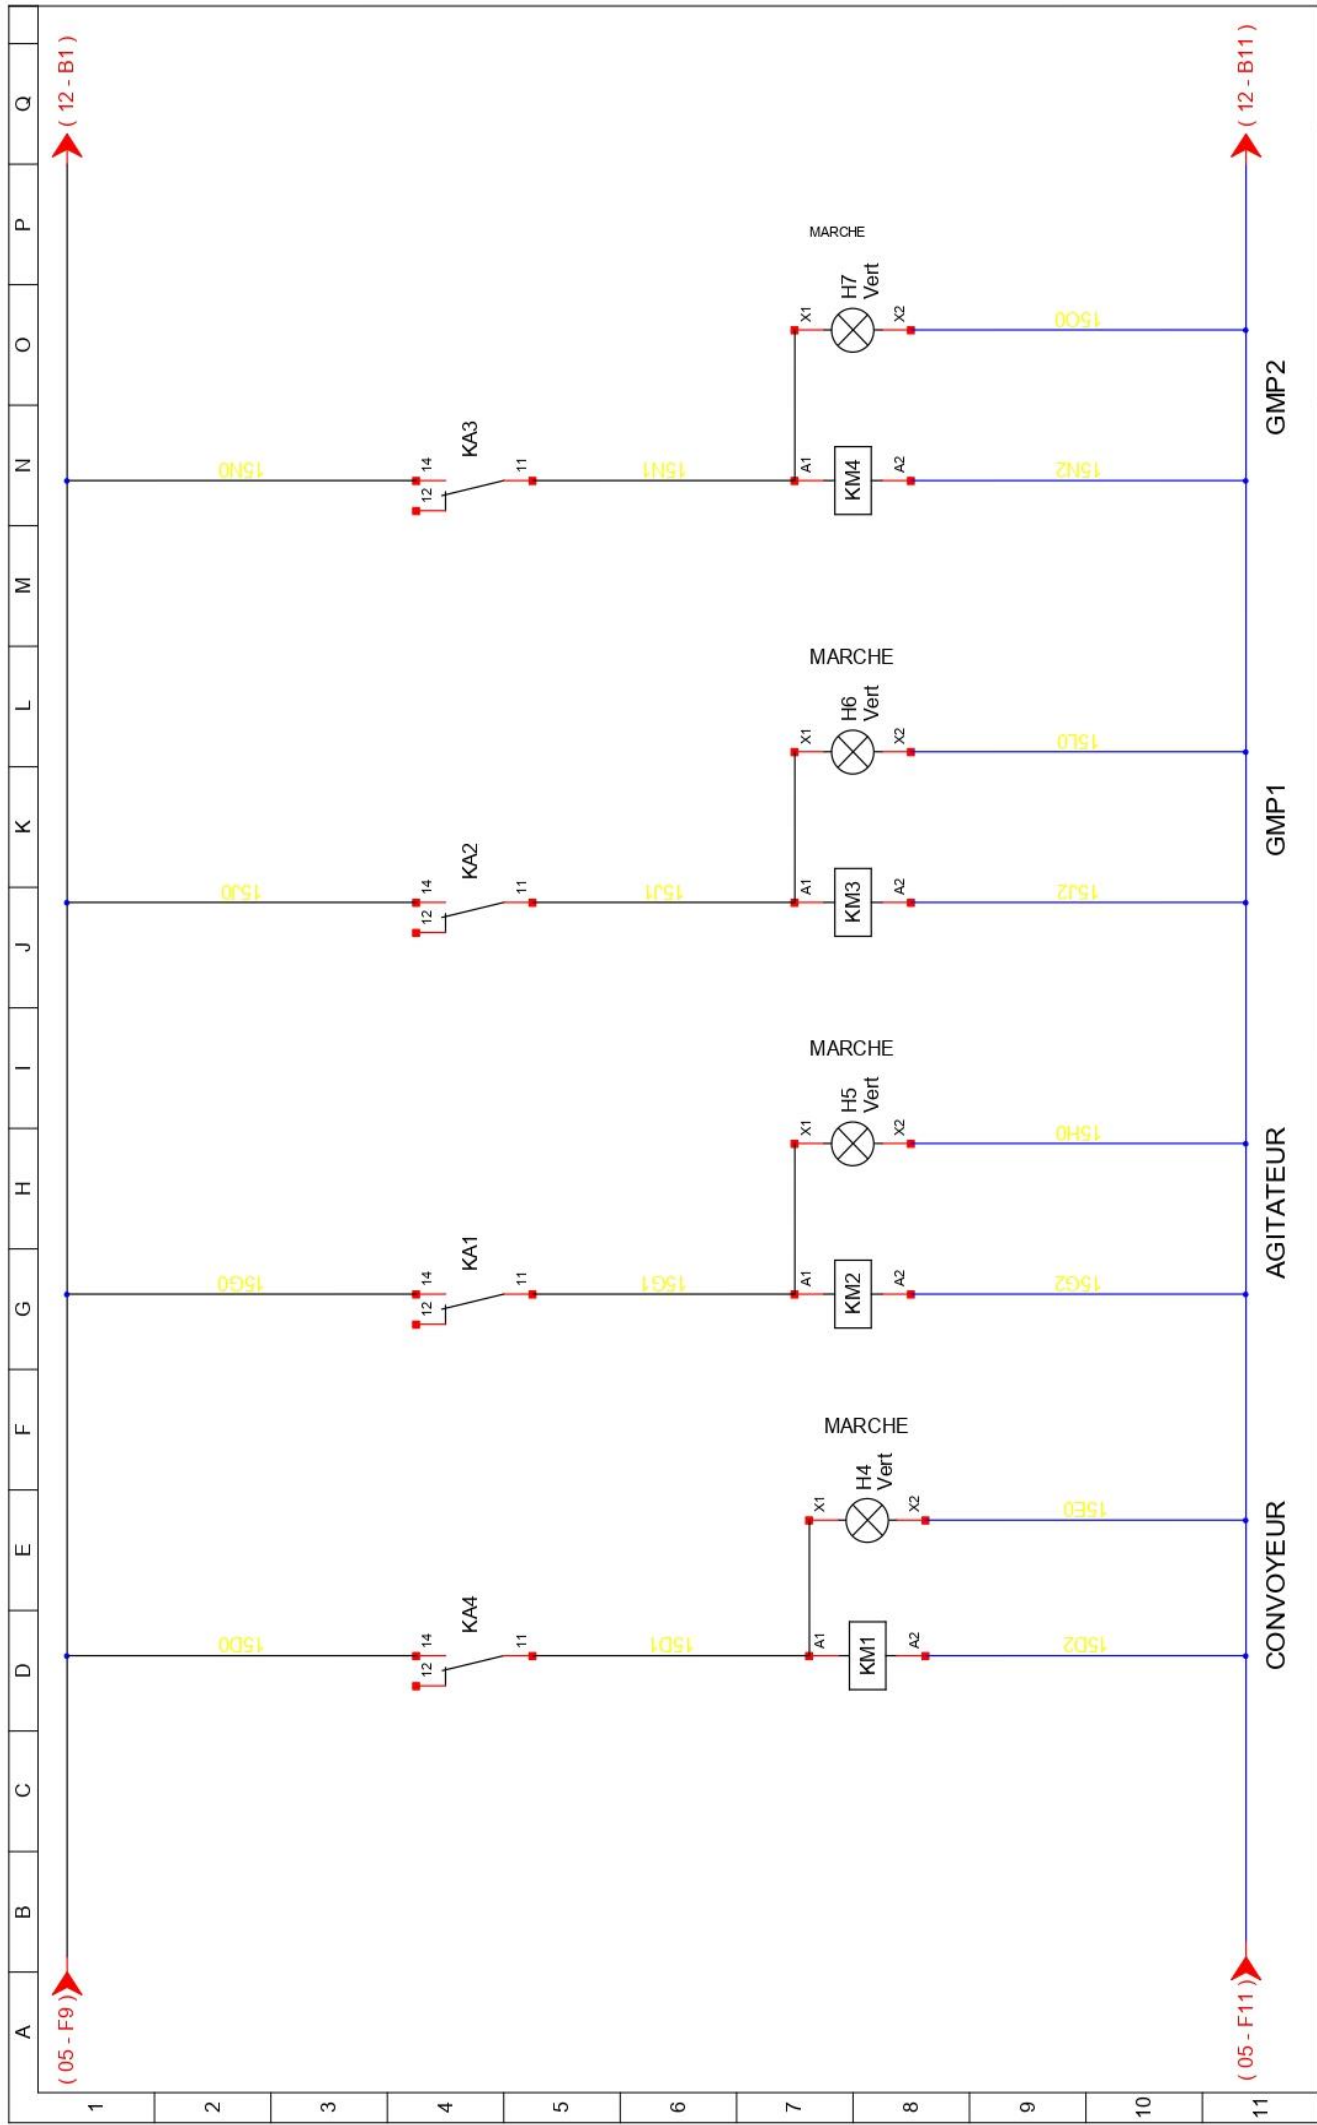 A B C D E F G H I J K L M N O P Q
1
2
3
4
5
6
7
8
9
10
11
( 05 - F9 )
( 12 - B1 )
15D0
15G0
15J0
15N0
12 14
KA4
11
12 14
KA1
11
12 14
KA2
11
12 14
KA3
11
15D1
15G1
15J1
15N1
A1
KM1
A2
X1
H4
Vert
X2
MARCHE
A1
KM2
A2
X1
H5
Vert
X2
MARCHE
A1
KM3
A2
X1
H6
Vert
X2
MARCHE
A1
KM4
A2
X1
H7
Vert
X2
MARCHE
15D2
15E0
15G2
15H0
15J2
15L0
15N2
15O0
( 05 - F11 )
( 12 - B11 )
CONVOYEUR
AGITATEUR
GMP1
GMP2